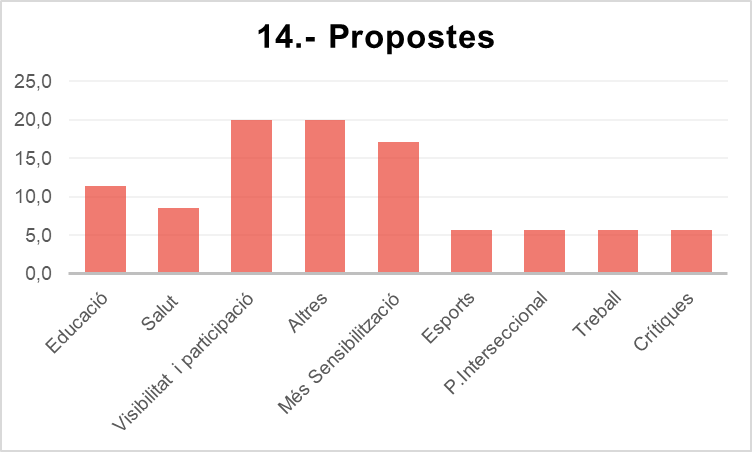 14.- Propostes
25,0
20,0
15,0
10,0
5,0
0,0
Educació
Salut
Visibilitat i participació
Altres
Més Sensibilització
Esports
P.Interseccional
Treball
Crítiques